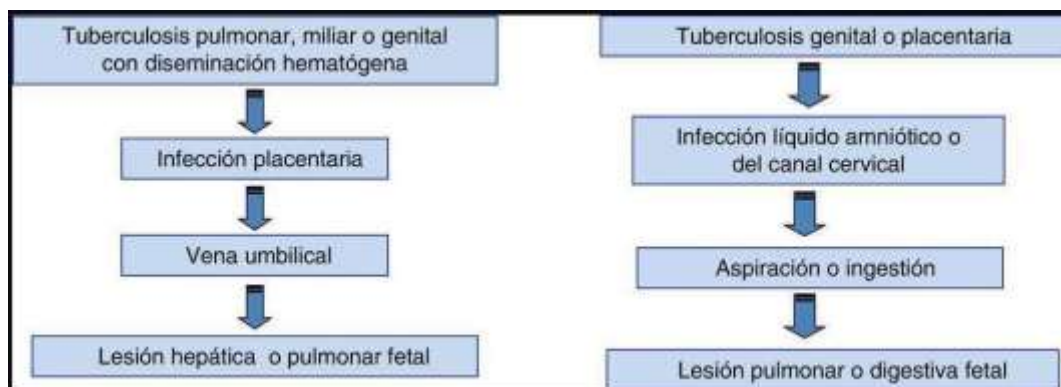 Tuberculosis pulmonar, miliar o genital
con diseminación hematógena
Infección placentaria
Vena umbilical
Lesión hepática o pulmonar fetal
Tuberculosis genital o placentaria
Infección líquido amniótico o
del canal cervical
Aspiración o ingestión
Lesión pulmonar o digestiva fetal